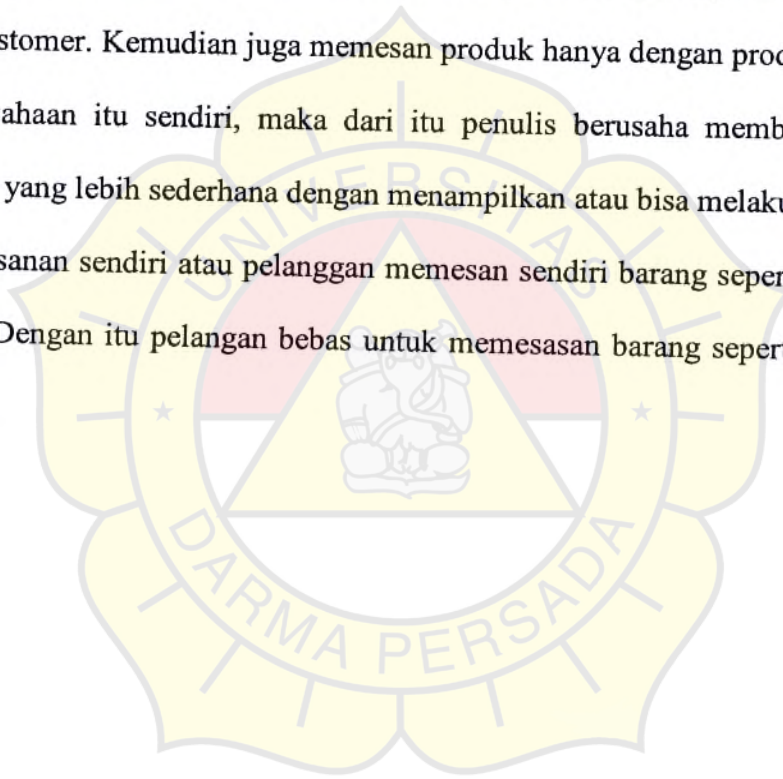 stomer. Kemudian juga memesan produk hanya dengan prod
ahaan itu sendiri, maka dari itu penulis berusaha memb
yang lebih sederhana dengan menampilkan atau bisa melaku
sanan sendiri atau pelanggan memesan sendiri barang seper
Dengan itu pelangan bebas untuk memesasan barang sepert
UNIVERSITAS
DARMA PERSADA